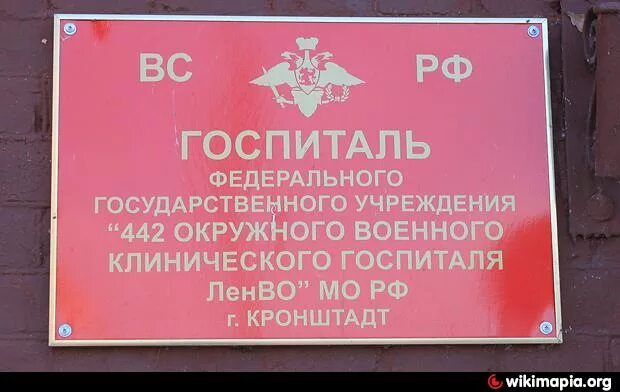 ВС РФ
ГОСПИТАЛЬ
ФЕДЕРАЛЬНОГО
ГОСУДАРСТВЕННОГО УЧРЕЖДЕНИЯ
“442 ОКРУЖНОГО ВОЕННОГО
КЛИНИЧЕСКОГО ГОСПИТАЛЯ
ЛенВО” МО РФ
г. КРОНШТАДТ
wikimapia.org